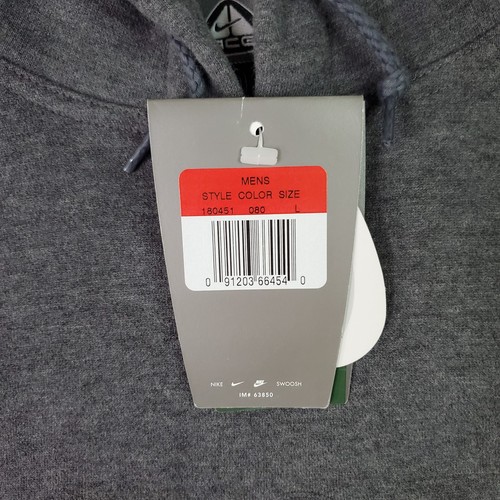 MENS
STYLE COLOR SIZE
180451 080 L
0 91203 66454 0
NIKE SWOOSH
IM# 63850